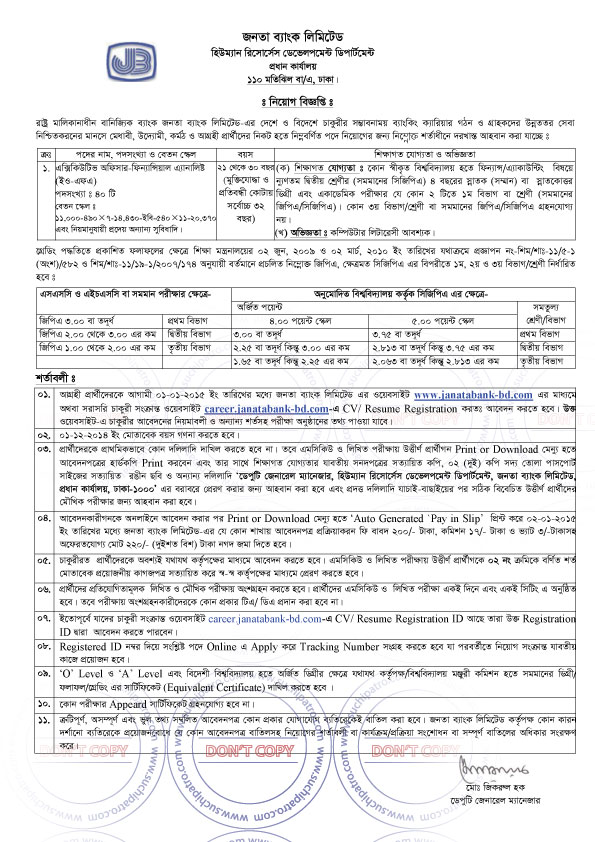 জনতা ব্যাংক লিমিটেড
হিউম্যান রিসোর্সেস ডেভেলপমেন্ট ডিপার্টমেন্ট
প্রধান কার্যালয়
১১০ মতিঝিল বা/এ, ঢাকা।
ঃ নিয়োগ বিজ্ঞপ্তি ঃ
রাষ্ট্র মালিকানাধীন বানিজ্যিক ব্যাংক জনতা ব্যাংক লিমিটেড-এর দেশে ও বিদেশে চাকুরীর সম্ভাবনাময় ব্যাংকিং ক্যারিয়ার গঠন ও গ্রাহকদের উন্নততর সেবা
নিশ্চিতকরনের মানসে মেধাবী, উদ্যোমী, কর্মঠ ও আগ্রহী প্রার্থীদের নিকট হতে নিম্নবর্ণিত পদে নিয়োগের জন্য নিম্নোক্ত শর্তাধীনে দরখাস্ত আহবান করা যাচ্ছে ঃ
ক্রঃ পদের নাম, পদসংখ্যা ও বেতন স্কেল বয়স শিক্ষাগত যোগ্যতা ও অভিজ্ঞতা
১. এক্সিকিউটিভ অফিসার-ফিন্যান্সিয়াল এ্যানালিষ্ট
(ইও-এফএ)
পদসংখ্যা ঃ ৪০ টি
বেতন স্কেল ঃ
১১,০০০-৪৯০×৭-১৪,৪৩০-ইবি-৫৪০×১১-২০,৩৭০
এবং নিয়মানুযায়ী প্রদেয় অন্যান্য সুবিধাদি।
২১ থেকে ৩০ বছর
(মুক্তিযোদ্ধা ও
প্রতিবন্ধী কোটায়
সর্বোচ্চ ৩২
বছর)
(ক) শিক্ষাগত যোগ্যতা ঃ কোন স্বীকৃত বিশ্ববিদ্যালয় হতে ফিন্যান্স/এ্যাকাউন্টিং বিষয়ে
ন্যুনতম দ্বিতীয় শ্রেণীর (সমমানের সিজিপিএ) ৪ বছরের স্নাতক (সম্মান) বা স্নাতকোত্তর
ডিগ্রী এবং একাডেমিক পরীক্ষার যে কোন ২ টিতে ১ম বিভাগ বা শ্রেণী (সমমানের
জিপিএ/সিজিপিএ)। কোন ৩য় বিভাগ/শ্রেণী বা সমমানের জিপিএ/সিজিপিএ গ্রহনযোগ্য
নয়।
(খ) অভিজ্ঞতা ঃ কম্পিউটার লিটারেসী আবশ্যক।
গ্রেডিং পদ্ধতিতে প্রকাশিত ফলাফলের ক্ষেত্রে শিক্ষা মন্ত্রনালয়ের ০২ জুন, ২০০৯ ও ০২ মার্চ, ২০১০ ইং তারিখের যথাক্রমে প্রজ্ঞাপন নং-শিম/শাঃ-১১/৫-১
(অংশ)/৫৮২ ও শিম/শাঃ-১১/১৯-১/২০০৭/১৭৪ অনুযায়ী বর্তমানে প্রচলিত নিম্নোক্ত জিপিএ, ক্ষেত্রমত সিজিপিএ এর বিপরীতে ১ম, ২য় ও ৩য় বিভাগ/শ্রেণী নির্ধারিত
হবে ঃ
এসএসসি ও এইচএসসি বা সমমান পরীক্ষার ক্ষেত্রে- অনুমোদিত বিশ্ববিদ্যালয় কর্তৃক সিজিপিএ এর ক্ষেত্রে-
অর্জিত পয়েন্ট সমতুল্য
শ্রেণী/বিভাগ
জিপিএ ৩.০০ বা তদূর্ধ্ব প্রথম বিভাগ ৪.০০ পয়েন্ট স্কেল ৫.০০ পয়েন্ট স্কেল
জিপিএ ২.০০ থেকে ৩.০০ এর কম দ্বিতীয় বিভাগ ৩.০০ বা তদূর্ধ্ব ৩.৭৫ বা তদূর্ধ্ব প্রথম বিভাগ
জিপিএ ১.০০ থেকে ২.০০ এর কম তৃতীয় বিভাগ ২.২৫ বা তদূর্ধ্ব কিন্তু ৩.০০ এর কম ২.৮১৩ বা তদূর্ধ্ব কিন্তু ৩.৭৫ এর কম দ্বিতীয় বিভাগ
১.৬৫ বা তদূর্ধ্ব কিন্তু ২.২৫ এর কম ২.০৬৩ বা তদূর্ধ্ব কিন্তু ২.৮১৩ এর কম তৃতীয় বিভাগ
শর্তাবলী ঃ
০১. আগ্রহী প্রার্থীদেরকে আগামী ০১-০১-২০১৫ ইং তারিখের মধ্যে জনতা ব্যাংক লিমিটেড এর ওয়েবসাইট www.janatabank-bd.com এর মাধ্যমে
অথবা সরাসরি চাকুরী সংক্রান্ত ওয়েবসাইট career.janatabank-bd.com-এ CV/ Resume Registration করতঃ আবেদন করতে হবে। উক্ত
ওয়েবসাইট-এ চাকুরীর আবেদনের নিয়মাবলী ও অন্যান্য শর্তসহ পরীক্ষা অনুষ্ঠানের তথ্য পাওয়া যাবে।
০২. ০১-১২-২০১৪ ইং মোতাবেক বয়স গণনা করতে হবে।
০৩. প্রার্থীদেরকে প্রাথমিকভাবে কোন দলিলাদি দাখিল করতে হবে না। তবে এমসিকিউ ও লিখিত পরীক্ষায় উত্তীর্ণ প্রার্থীগন Print or Download মেন্যু হতে
আবেদনপত্রের হার্ডকপি Print করবেন এবং তার সাথে শিক্ষাগত যোগ্যতার যাবতীয় সনদপত্রের সত্যায়িত কপি, ০২ (দুই) কপি সদ্য তোলা পাসপোর্ট
সাইজের সত্যায়িত রঙীন ছবি ও অন্যান্য দলিলাদি 'ডেপুটি জেনারেল ম্যানেজার, হিউম্যান রিসোর্সেস ডেভেলপমেন্ট ডিপার্টমেন্ট, জনতা ব্যাংক লিমিটেড,
প্রধান কার্যালয়, ঢাকা-১০০০' এর বরাবরে প্রেরণ করার জন্য আহবান করা হবে এবং প্রদত্ত দলিলাদি যাচাই-বাছাইয়ের পর সঠিক বিবেচিত উত্তীর্ণ প্রার্থীদের
মৌখিক পরীক্ষার জন্য আহবান করা হবে।
০৪. আবেদনকারীগনকে অনলাইনে আবেদন করার পর Print or Download মেন্যু হতে 'Auto Generated `Pay in Slip' প্রিন্ট করে ০২-০১-২০১৫
ইং তারিখের মধ্যে জনতা ব্যাংক লিমিটেড-এর যে কোন শাখায় আবেদনপত্র প্রক্রিয়াকরন ফি বাবদ ২০০/- টাকা, কমিশন ১৭/- টাকা ও ভ্যাট ৩/-টাকাসহ
অফেরতযোগ্য মোট ২২০/- (দুইশত বিশ) টাকা নগদ জমা দিতে হবে।
০৫. চাকুরীরত প্রার্থীদেরকে অবশ্যই যথাযথ কর্তৃপক্ষের মাধ্যমে আবেদন করতে হবে। এমসিকিউ ও লিখিত পরীক্ষায় উত্তীর্ণ প্রার্থীগকে ০২ নং ক্রমিকে বর্ণিত শর্ত
মোতাবেক প্রয়োজনীয় কাগজপত্র সত্যায়িত করে স্ব-স্ব কর্তৃপক্ষের মাধ্যমে প্রেরণ করতে হবে।
০৬. প্রার্থীদের প্রতিযোগিতামূলক লিখিত ও মৌখিক পরীক্ষায় অংশগ্রহন করতে হবে। প্রার্থীদের এমসিকিউ ও লিখিত পরীক্ষা একই দিনে এবং একই সিটিং এ অনুষ্ঠিত
হবে। তবে পরীক্ষায় অংশগ্রহনকারীদেরকে কোন প্রকার টিএ/ ডিএ প্রদান করা হবে না।
০৭. ইতোপূর্বে যাদের চাকুরী সংক্রান্ত ওয়েবসাইট career.janatabank-bd.com-এ CV/ Resume Registration ID আছে তারা উক্ত Registration
ID দ্বারা আবেদন করতে পারবেন।
০৮. Registered ID নম্বর দিয়ে সংশ্লিষ্ট পদে Online এ Apply করে Tracking Number সংগ্রহ করতে হবে যা পরবর্তীতে নিয়োগ সংক্রান্ত যাবতীয়
কাজে প্রয়োজন হবে।
০৯. 'O' Level ও 'A' Level এবং বিদেশী বিশ্ববিদ্যালয় হতে অর্জিত ডিগ্রীর ক্ষেত্রে যথাযথ কর্তৃপক্ষ/বিশ্ববিদ্যালয় মঞ্জুরী কমিশন হতে সমমানের ডিগ্রী/
ফলাফল/গ্রেডিং এর সার্টিফিকেট (Equivalent Certificate) দাখিল করতে হবে।
১০. কোন পরীক্ষার Appeard সার্টিফিকেট গ্রহনযোগ্য হবে না।
১১. ত্রুটিপূর্ণ, অসম্পূর্ণ এবং ভুল তথ্য সম্বলিত আবেদনপত্র কোন প্রকার যোগাযোগ ব্যতিরেকেই বাতিল করা হবে। জনতা ব্যাংক লিমিটেড কর্তৃপক্ষ কোন কারন
দর্শানো ব্যতিরেকে প্রয়োজনবোধে যে কোন আবেদনপত্র বাতিলসহ নিয়োগের শর্তাবলী বা কার্যক্রম/প্রক্রিয়া সংশোধন বা সম্পূর্ণ বাতিলের অধিকার সংরক্ষণ
করে।
DON'T COPY DON'T COPY DON'T COPY
www.suchipatro.com
মোঃ জিকরুল হক
ডেপুটি জেনারেল ম্যানেজার